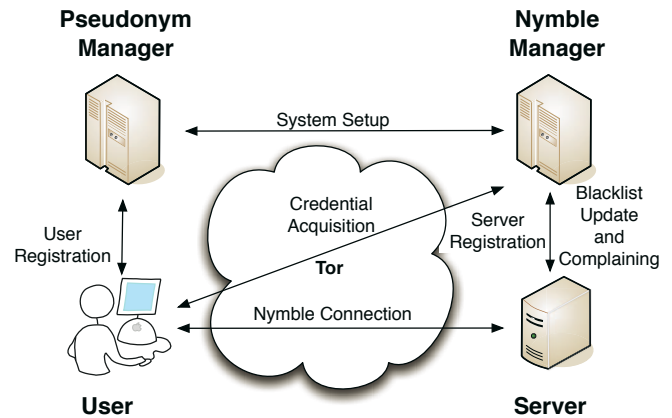 Pseudonym
Manager
Nymble
Manager
System Setup
Credential
Acquisition
User
Registration
Server
Registration
Blacklist
Update
and
Complaining
Tor
Nymble Connection
User
Server